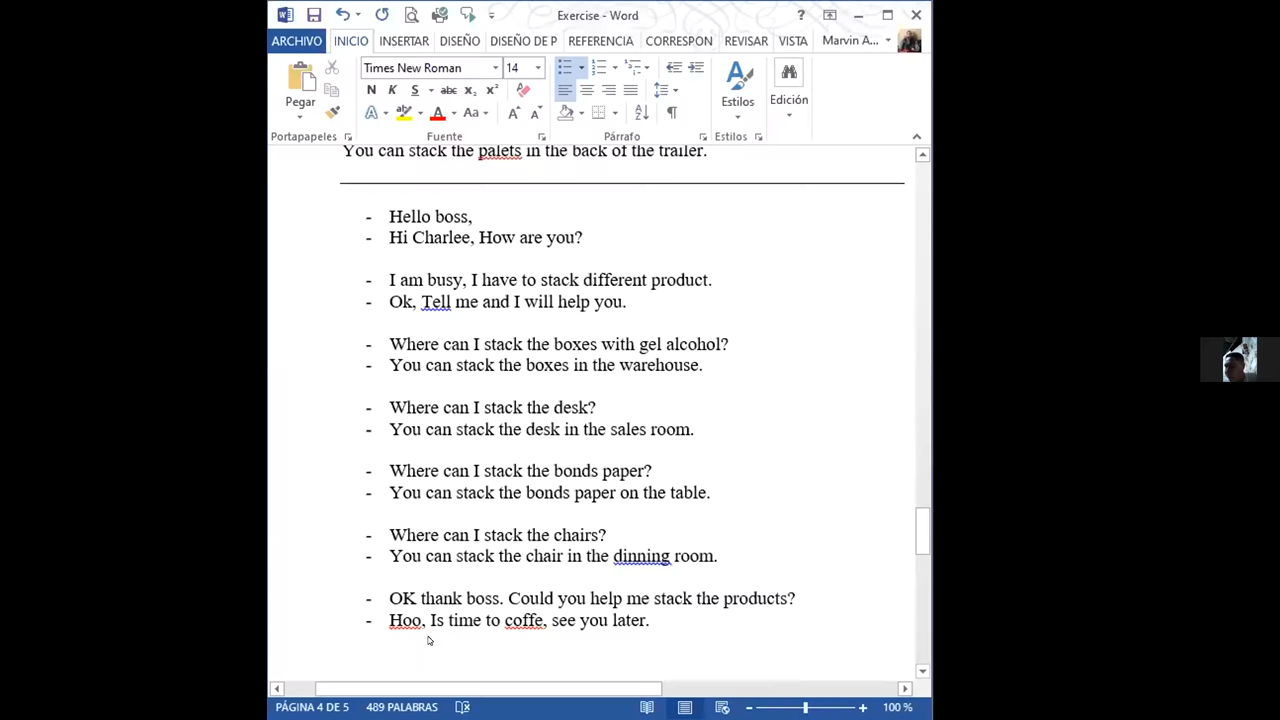 Exercise - Word
?
ARCHIVO INICIO INSERTAR DISEÑO DISEÑO DE P REFERENCIA CORRESPON REVISAR VISTA Marvin A...
Times New Roman 14
Pegar
N K S abc x₂ x²
A ab A Aa A A
Estilos
Edición
Portapapeles Fuente Párrafo Estilos
You can stack the palets in the back of the trailer.
- Hello boss,
- Hi Charlee, How are you?
- I am busy, I have to stack different product.
- Ok, Tell me and I will help you.
- Where can I stack the boxes with gel alcohol?
- You can stack the boxes in the warehouse.
- Where can I stack the desk?
- You can stack the desk in the sales room.
- Where can I stack the bonds paper?
- You can stack the bonds paper on the table.
- Where can I stack the chairs?
- You can stack the chair in the dinning room.
- OK thank boss. Could you help me stack the products?
- Hoo, Is time to coffe, see you later.
PÁGINA 4 DE 5 489 PALABRAS 100 %